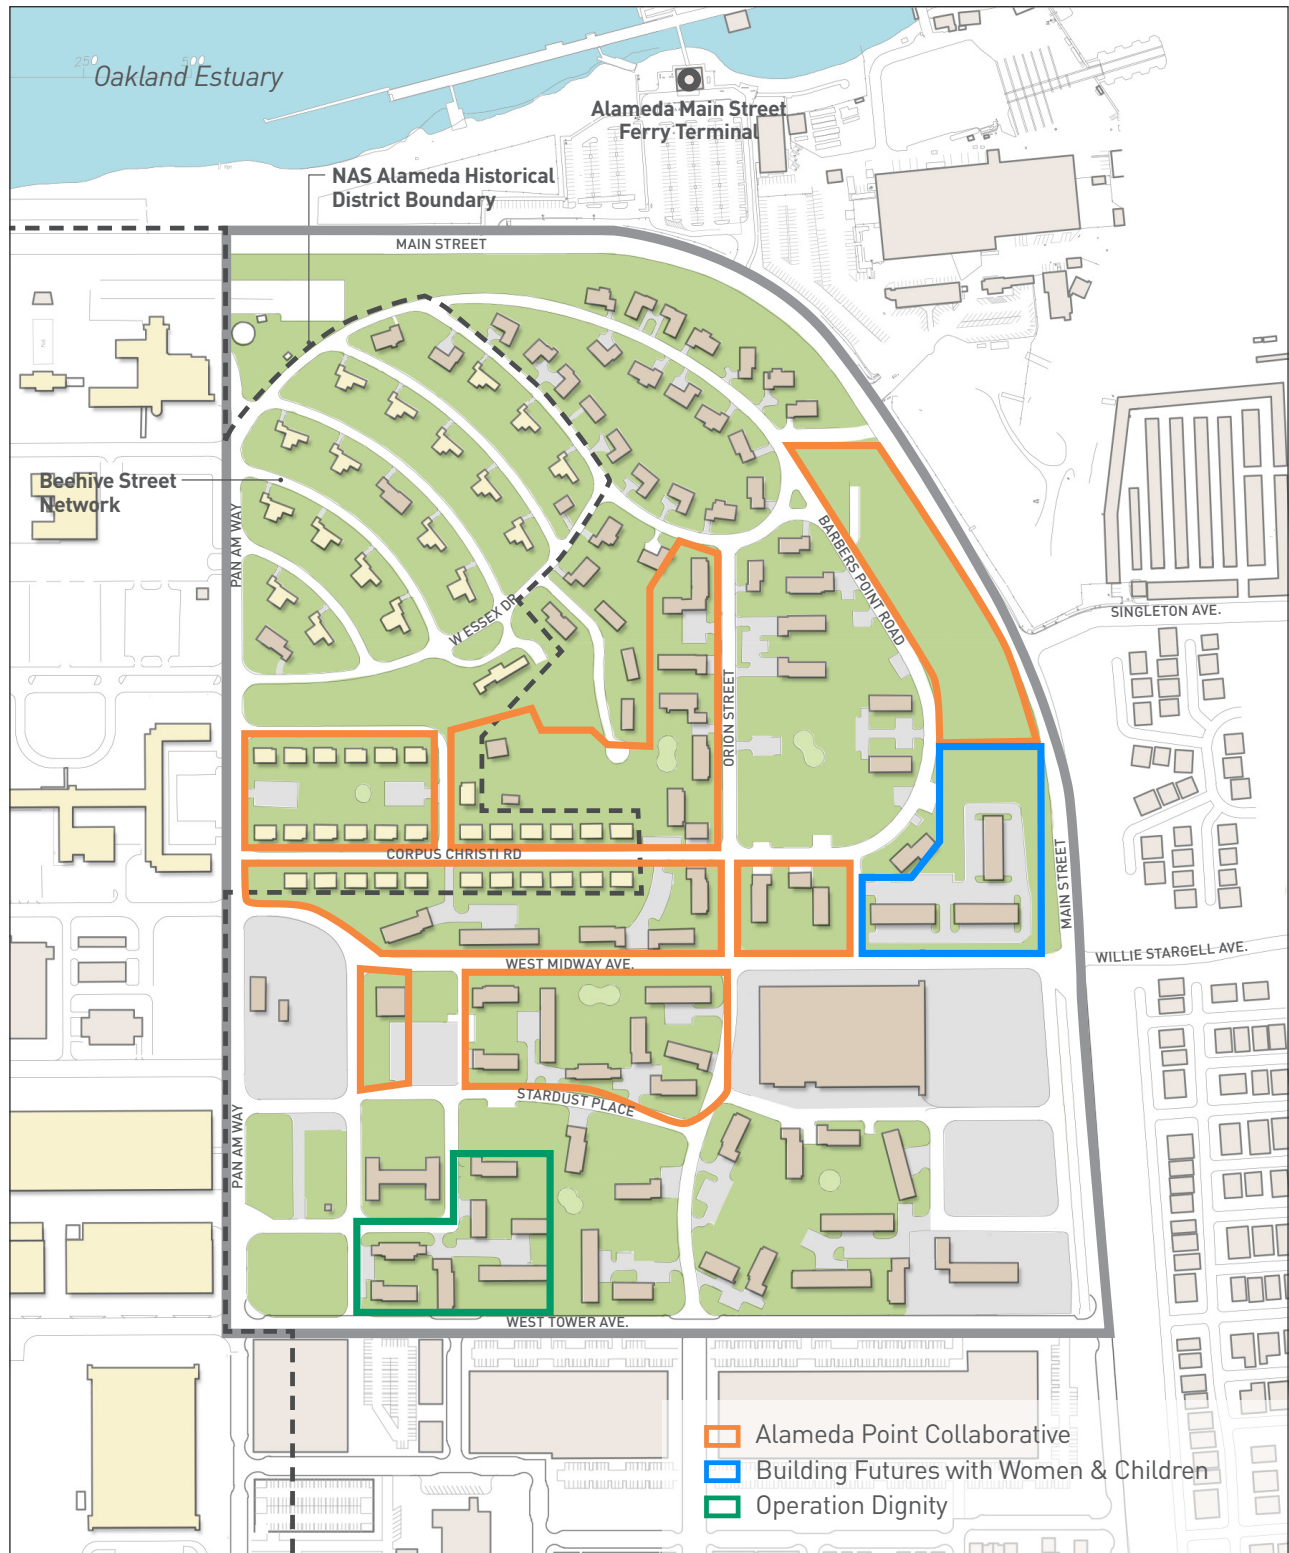 250
500
Oakland Estuary
Alameda Main Street
Ferry Terminal
NAS Alameda Historical
District Boundary
MAIN STREET
Beehive Street
Network
PAN AM WAY
BARBERS POINT ROAD
W ESSEX DR
SINGLETON AVE.
ORION STREET
CORPUS CHRISTI RD
MAIN STREET
WILLIE STARGELL AVE.
WEST MIDWAY AVE.
STARDUST PLACE
PAN AM WAY
WEST TOWER AVE.
Alameda Point Collaborative
Building Futures with Women & Children
Operation Dignity